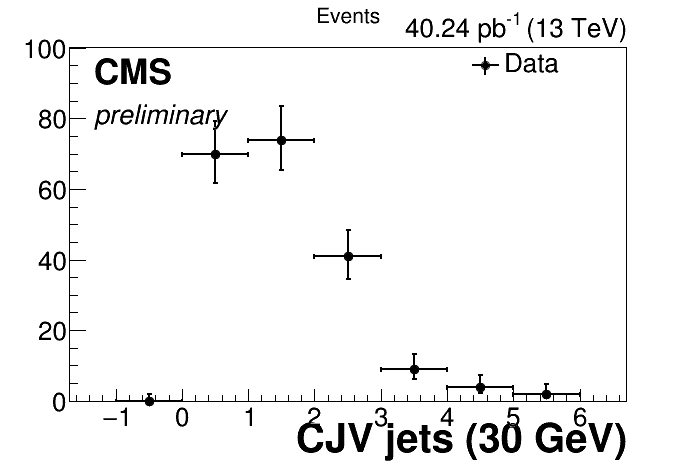 Events
40.24 pb-1 (13 TeV)
100
CMS
Data
preliminary
80
60
40
20
0
−1 0 1 2 3 4 5 6
CJV jets (30 GeV)